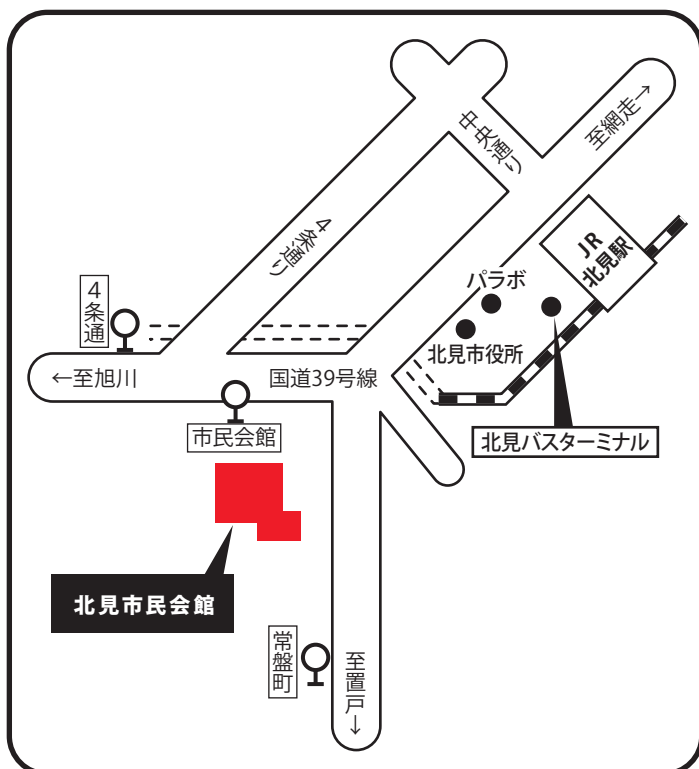 中央通り
至網走→
4条通り
JR
北見駅
パラボ
4条通
北見市役所
←至旭川
国道39号線
市民会館
北見バスターミナル
北見市民会館
常盤町
至置戸→